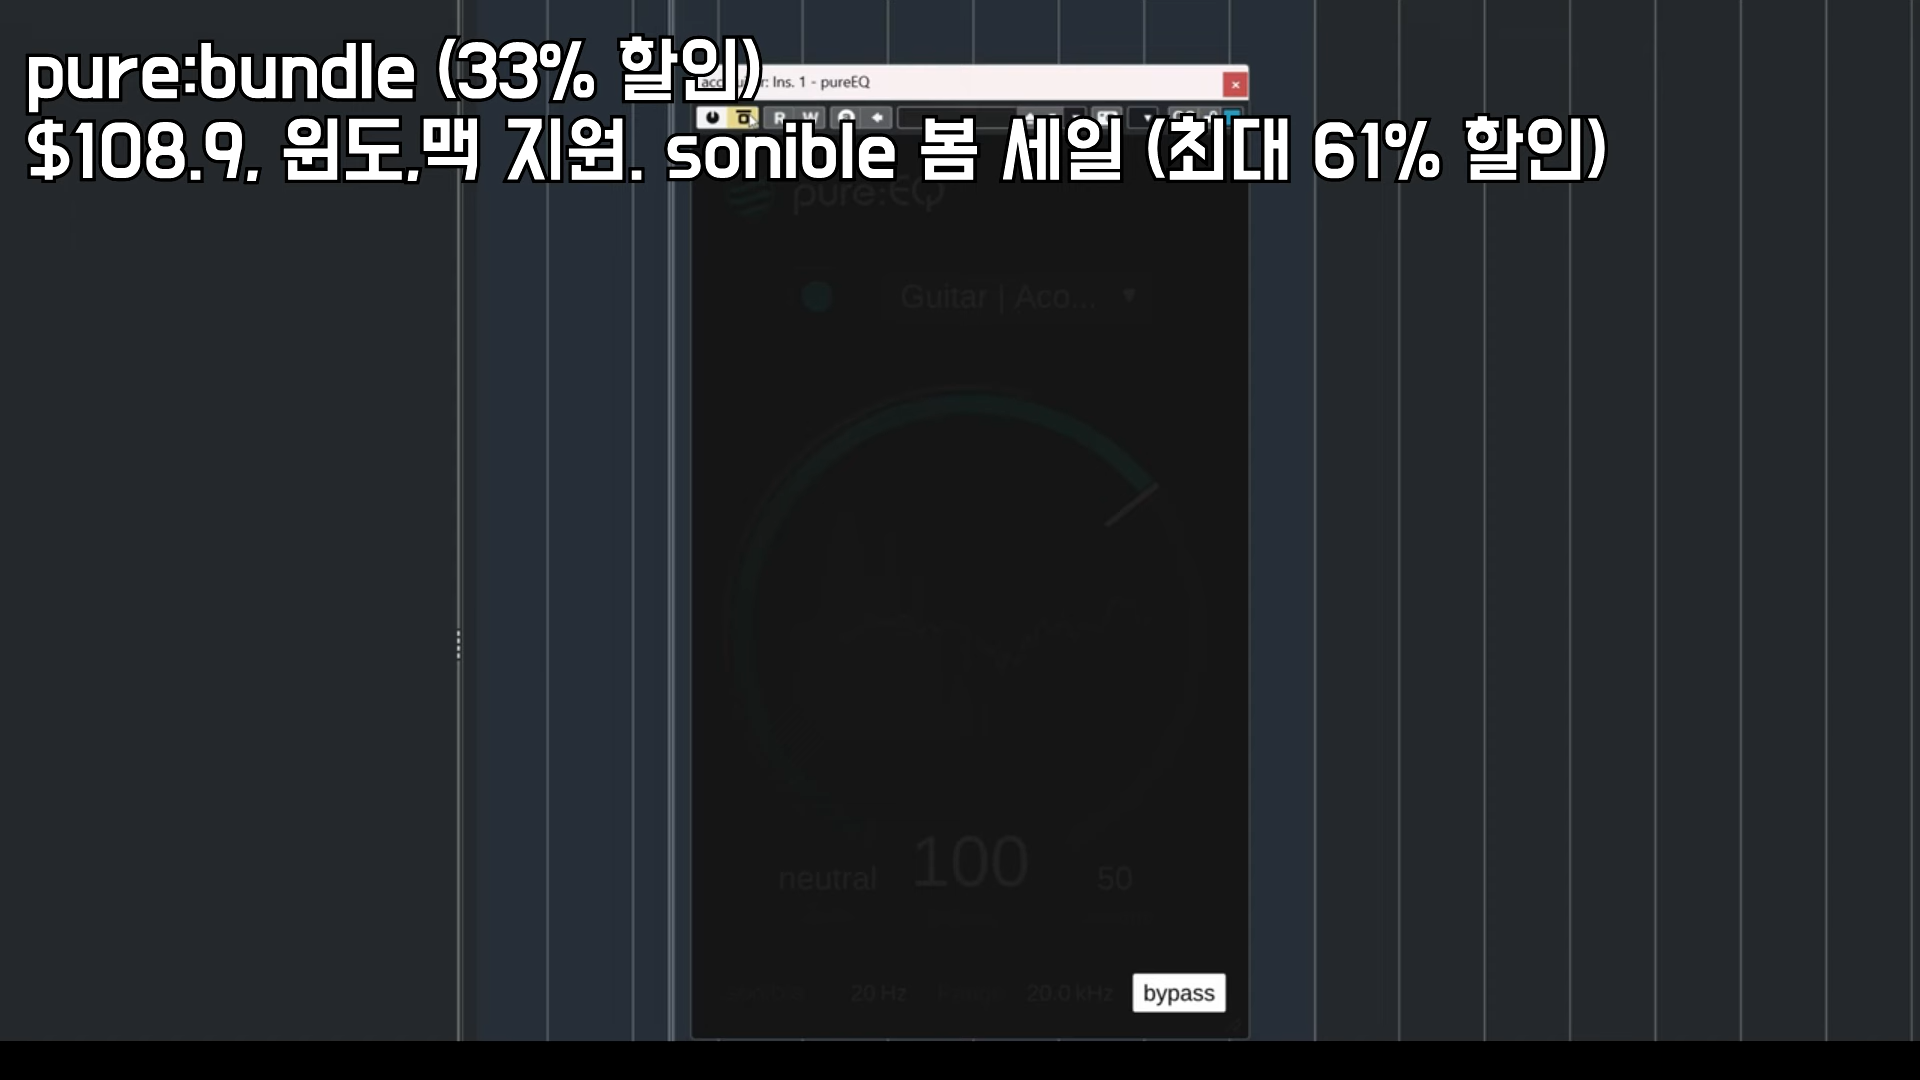 pure:bundle (33% 할인)
: Ins. 1 - pureEQ
R W
$108.9, 윈도,맥 지원. sonible 봄 세일 (최대 61% 할인)
pure:EQ
Guitar | Aco...
100
neutral 50
20 Hz 20.0 kHz bypass